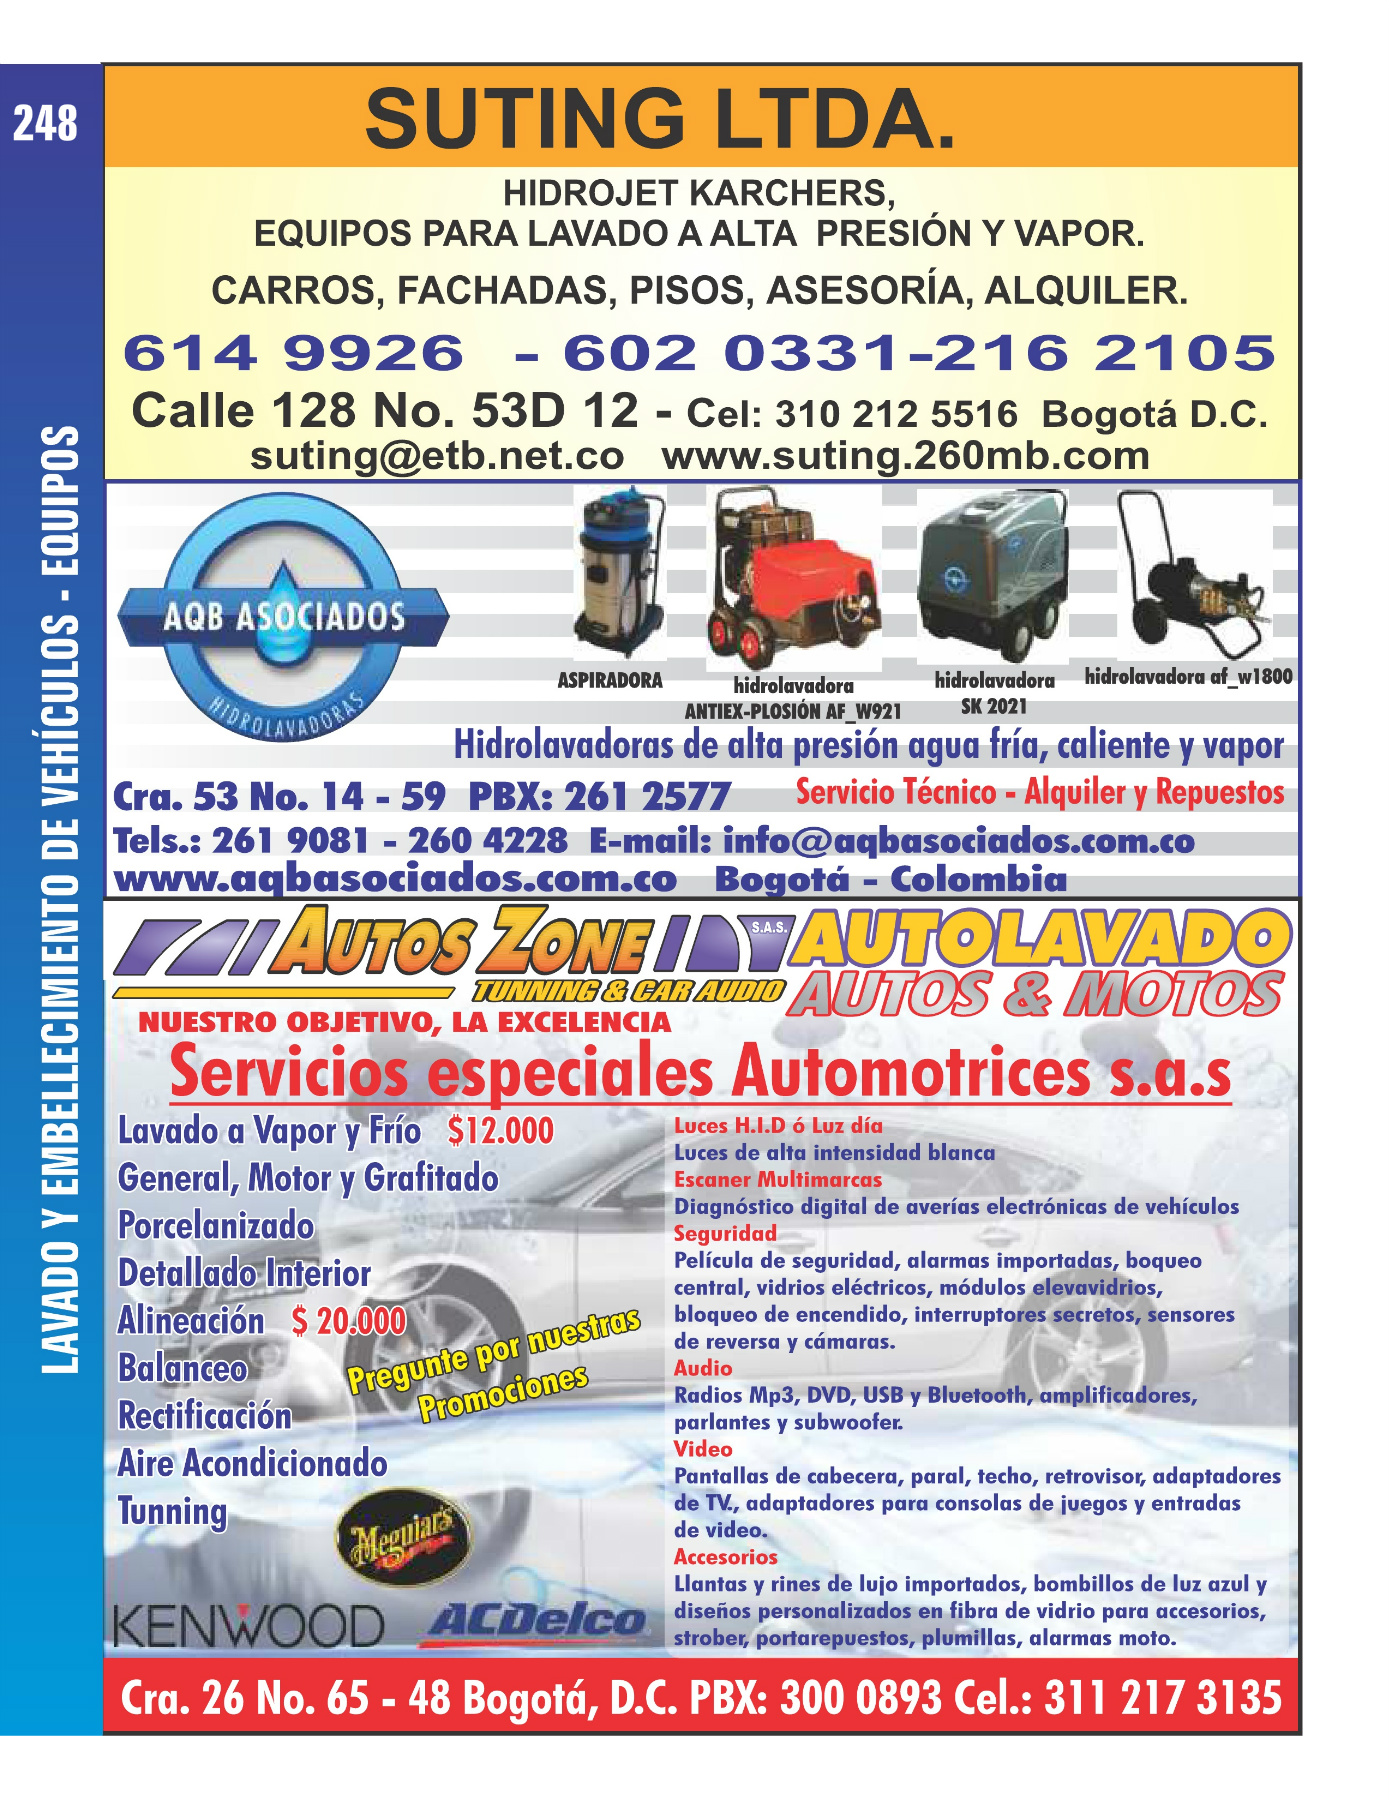 248
LAVADO Y EMBELLECIMIENTO DE VEHÍCULOS - EQUIPOS
SUTING LTDA.
HIDROJET KARCHERS,
EQUIPOS PARA LAVADO A ALTA PRESIÓN Y VAPOR.
CARROS, FACHADAS, PISOS, ASESORÍA, ALQUILER.
614 9926 - 602 0331-216 2105
Calle 128 No. 53D 12 - Cel: 310 212 5516 Bogotá D.C.
suting@etb.net.co www.suting.260mb.com
AQB ASOCIADOS
HIDROLAVADORAS
ASPIRADORA
hidrolavadora
ANTIEX-PLOSIÓN AF_W921
hidrolavadora
SK 2021
hidrolavadora af_w1800
Hidrolavadoras de alta presión agua fría, caliente y vapor
Cra. 53 No. 14 - 59 PBX: 261 2577 Servicio Técnico - Alquiler y Repuestos
Tels.: 261 9081 - 260 4228 E-mail: info@aqbasociados.com.co
www.aqbasociados.com.co Bogotá - Colombia
AUTOS ZONE S.A.S.
TUNNING & CAR AUDIO
AUTOLAVADO
AUTOS & MOTOS
NUESTRO OBJETIVO, LA EXCELENCIA
Servicios especiales Automotrices s.a.s
Lavado a Vapor y Frío $12.000
General, Motor y Grafitado
Porcelanizado
Detallado Interior
Alineación $ 20.000
Balanceo
Rectificación
Aire Acondicionado
Tunning
Pregunte por nuestras
Promociones
Meguiar's
KENWOOD
ACDelco
Luces H.I.D ó Luz día
Luces de alta intensidad blanca
Escaner Multimarcas
Diagnóstico digital de averías electrónicas de vehículos
Seguridad
Película de seguridad, alarmas importadas, boqueo
central, vidrios eléctricos, módulos elevavidrios,
bloqueo de encendido, interruptores secretos, sensores
de reversa y cámaras.
Audio
Radios Mp3, DVD, USB y Bluetooth, amplificadores,
parlantes y subwoofer.
Video
Pantallas de cabecera, paral, techo, retrovisor, adaptadores
de TV., adaptadores para consolas de juegos y entradas
de video.
Accesorios
Llantas y rines de lujo importados, bombillos de luz azul y
diseños personalizados en fibra de vidrio para accesorios,
strober, portarepuestos, plumillas, alarmas moto.
Cra. 26 No. 65 - 48 Bogotá, D.C. PBX: 300 0893 Cel.: 311 217 3135